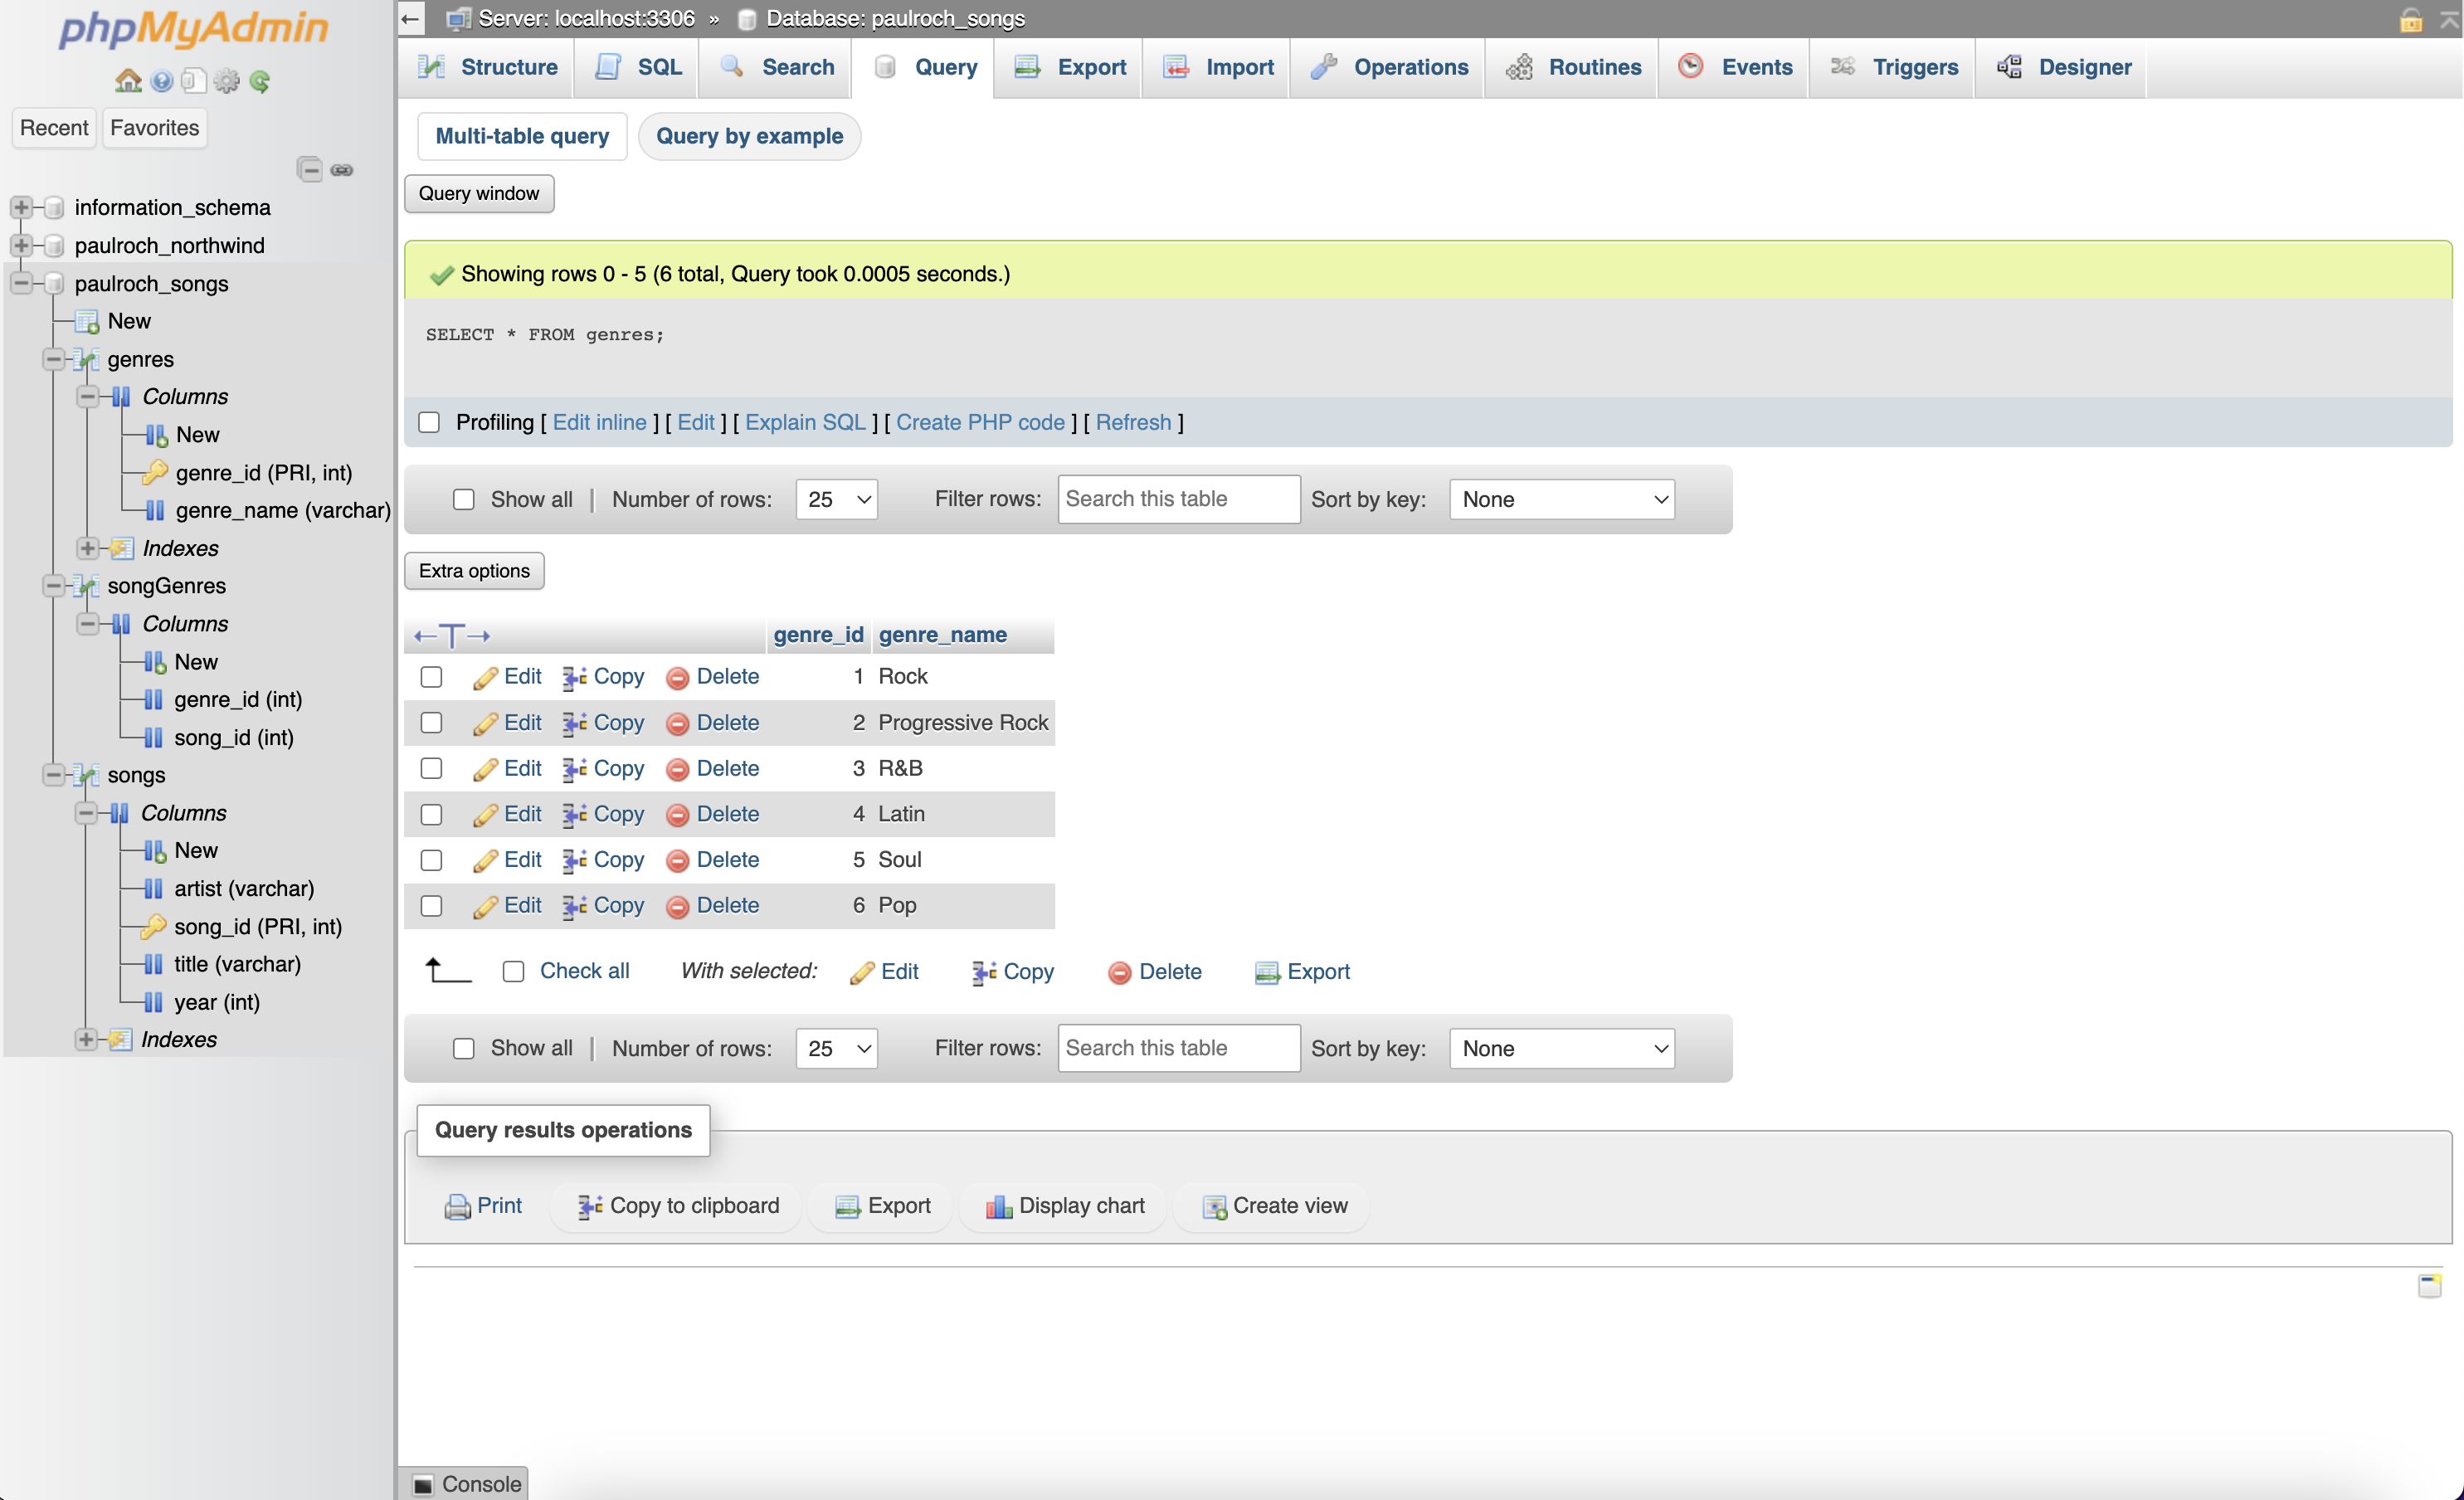 phpMyAdmin
Recent Favorites
information_schema
paulroch_northwind
paulroch_songs
New
genres
Columns
New
genre_id (PRI, int)
genre_name (varchar)
Indexes
songGenres
Columns
New
genre_id (int)
song_id (int)
songs
Columns
New
artist (varchar)
song_id (PRI, int)
title (varchar)
year (int)
Indexes
Server: localhost:3306 » Database: paulroch_songs
Structure SQL Search Query Export Import Operations Routines Events Triggers Designer
Multi-table query Query by example
Query window
Showing rows 0 - 5 (6 total, Query took 0.0005 seconds.)
SELECT * FROM genres;
Profiling [ Edit inline ] [ Edit ] [ Explain SQL ] [ Create PHP code ] [ Refresh ]
Show all | Number of rows: 25 Filter rows: Search this table Sort by key: None
Extra options
←T→ genre_id genre_name
Edit Copy Delete 1 Rock
Edit Copy Delete 2 Progressive Rock
Edit Copy Delete 3 R&B
Edit Copy Delete 4 Latin
Edit Copy Delete 5 Soul
Edit Copy Delete 6 Pop
Check all With selected: Edit Copy Delete Export
Show all | Number of rows: 25 Filter rows: Search this table Sort by key: None
Query results operations
Print Copy to clipboard Export Display chart Create view
Console